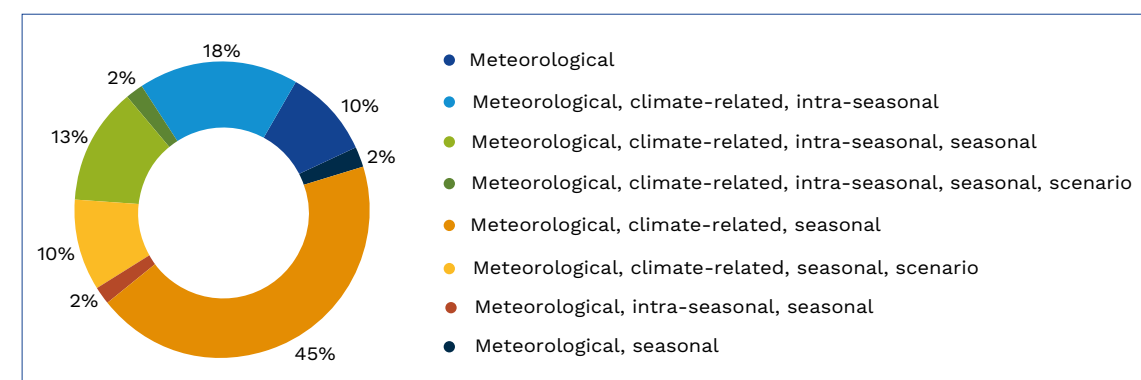 18%
2%
10%
13%
2%
10%
2%
45%
Meteorological
Meteorological, climate-related, intra-seasonal
Meteorological, climate-related, intra-seasonal, seasonal
Meteorological, climate-related, intra-seasonal, seasonal, scenario
Meteorological, climate-related, seasonal
Meteorological, climate-related, seasonal, scenario
Meteorological, intra-seasonal, seasonal
Meteorological, seasonal